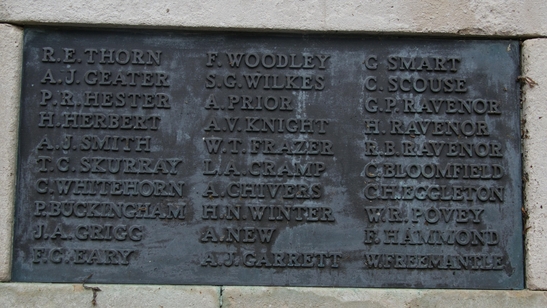 R. E. THORN
A. J. CEATER
P. R. HESTER
H. HERBERT
A. J. SMITH
T. C. SKURRAY
C. WHITEHORN
P. BUCKINGHAM
J. A. GRIGG
F. C. EARY
F. WOODLEY
S. G. WILKES
A. PRIOR
A. V. KNIGHT
W. T. FRAZER
L. A. CRAMP
A. CHIVERS
H. N. WINTER
A. NEW
A. J. GARRETT
G. SMART
C. SCOUSE
G. P. RAVENOR
H. RAVENOR
R. B. RAVENOR
C. BLOOMFIELD
C. H. EGGLETON
W. R. POVEY
F. HAMMOND
W. FREEMANTLE